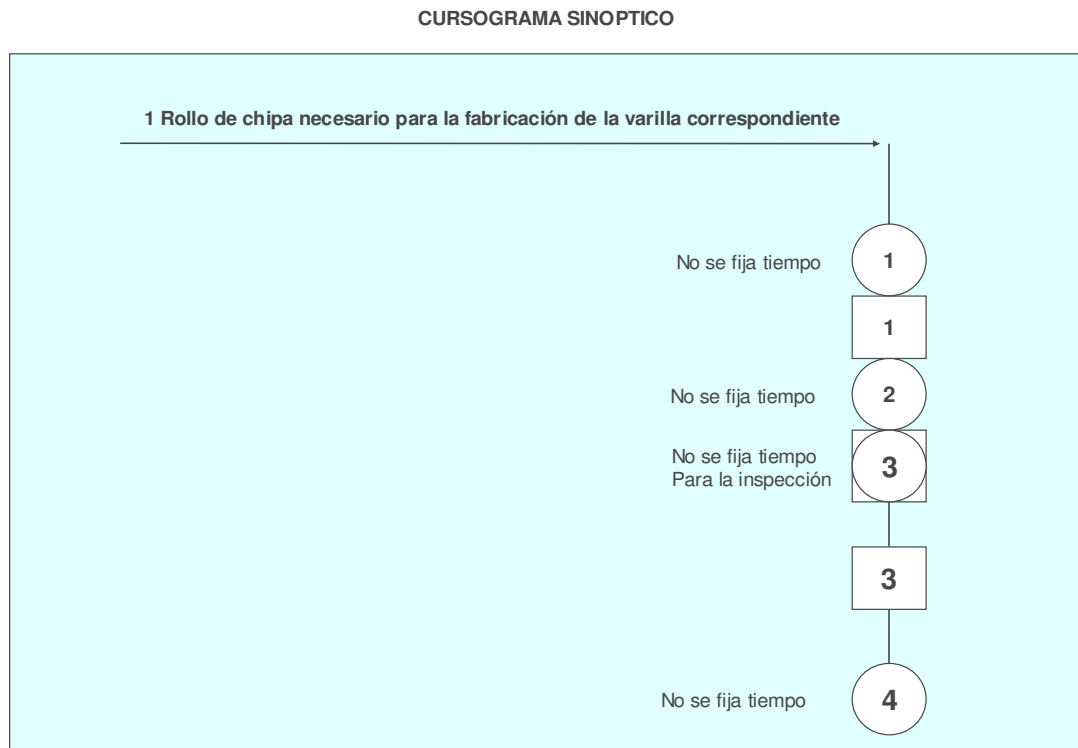 CURSOGRAMA SINOPTICO
1 Rollo de chipa necesario para la fabricación de la varilla correspondiente
No se fija tiempo
1
1
No se fija tiempo
2
No se fija tiempo
Para la inspección
3
3
No se fija tiempo
4